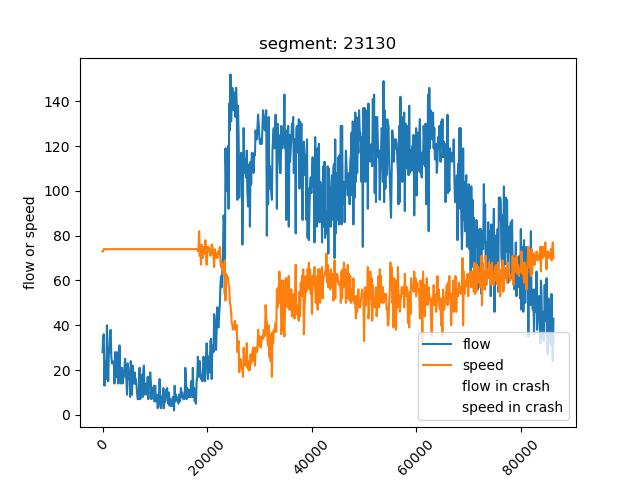 segment: 23130
flow or speed
140
120
100
80
60
40
20
0
0
20000
40000
60000
80000
flow
speed
flow in crash
speed in crash